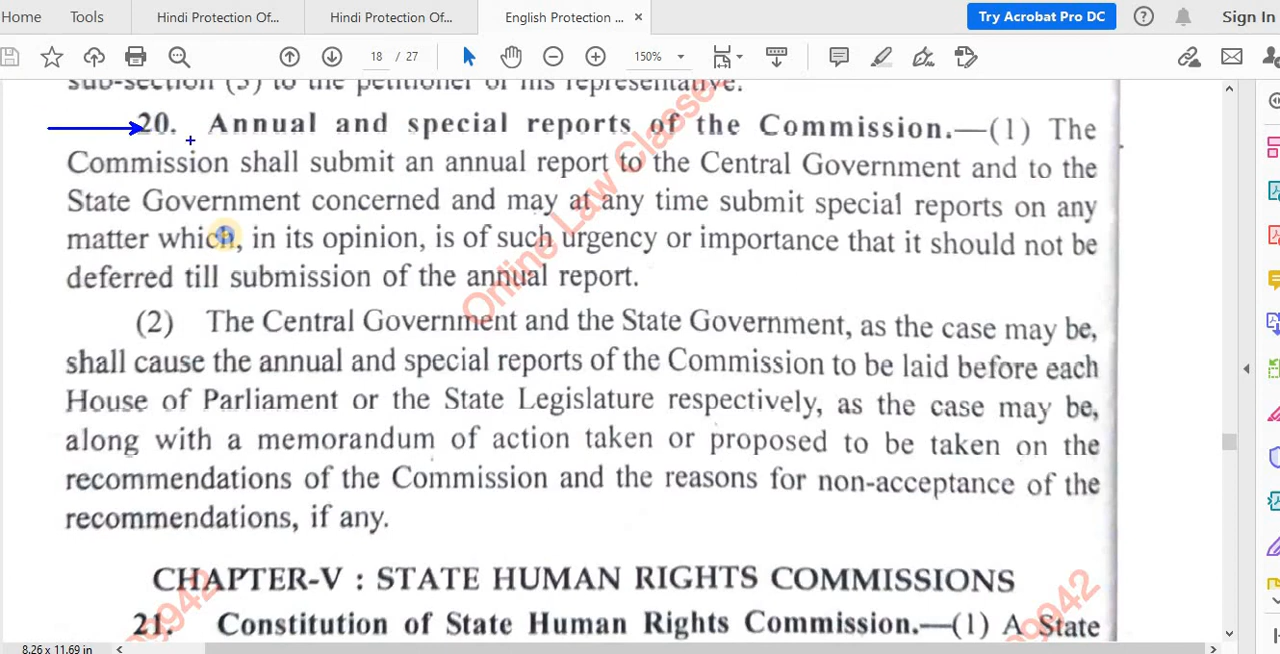 Home Tools Hindi Protection Of... Hindi Protection Of... English Protection ... × Try Acrobat Pro DC Sign In
18 / 27 150%
sub-section (5) to the petitioner or his representative.
20. Annual and special reports of the Commission.—(1) The
Commission shall submit an annual report to the Central Government and to the
State Government concerned and may at any time submit special reports on any
matter which, in its opinion, is of such urgency or importance that it should not be
deferred till submission of the annual report.
Online Law Classes
(2) The Central Government and the State Government, as the case may be,
shall cause the annual and special reports of the Commission to be laid before each
House of Parliament or the State Legislature respectively, as the case may be,
along with a memorandum of action taken or proposed to be taken on the
recommendations of the Commission and the reasons for non-acceptance of the
recommendations, if any.
CHAPTER-V : STATE HUMAN RIGHTS COMMISSIONS
21. Constitution of State Human Rights Commission.—(1) A State
99942
99942
8.26 x 11.69 in